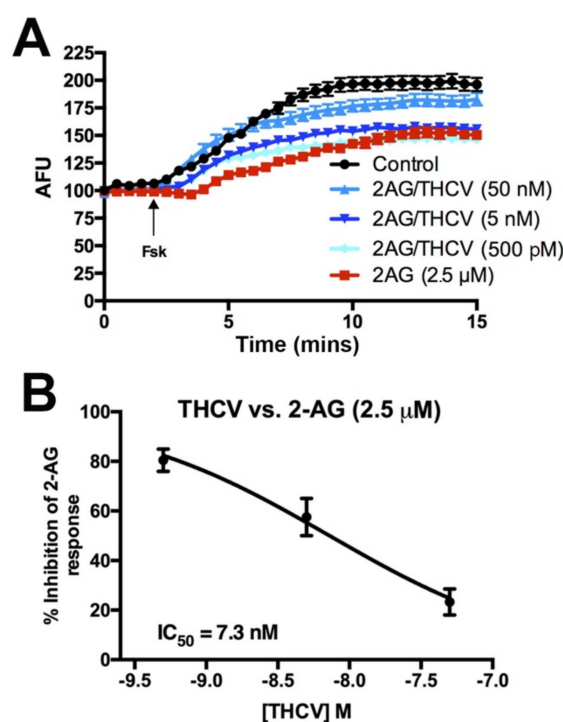 A
225
200
175
150
125
100
75
50
25
0
AFU
Fsk
Control
2AG/THCV (50 nM)
2AG/THCV (5 nM)
2AG/THCV (500 pM)
2AG (2.5 µM)
0 5 10 15
Time (mins)
B
THCV vs. 2-AG (2.5 µM)
100
80
60
40
20
0
% Inhibition of 2-AG
response
IC50 = 7.3 nM
-9.5 -9.0 -8.5 -8.0 -7.5 -7.0
[THCV] M